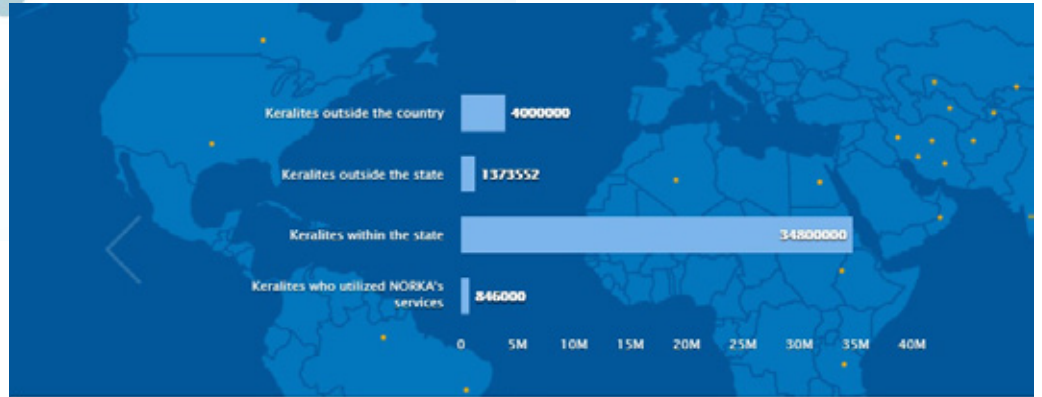 Keralites outside the country 4000000
Keralites outside the state 1373552
Keralites within the state 34800000
Keralites who utilized NORKA's
services 846000
0 5M 10M 15M 20M 25M 30M 35M 40M